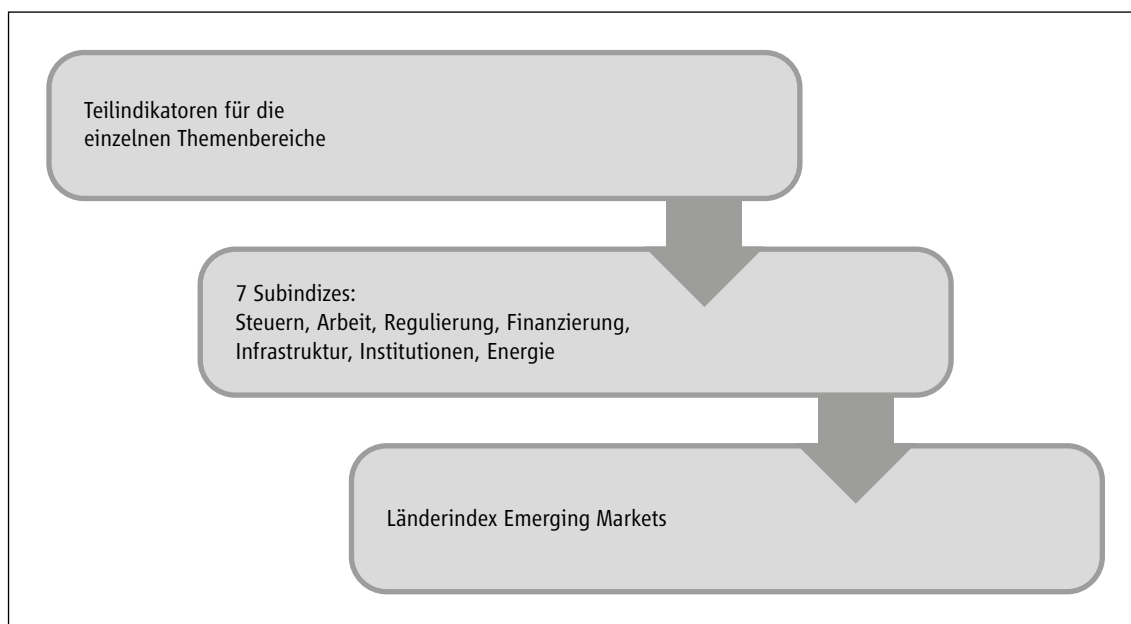 Teilindikatoren für die
einzelnen Themenbereiche
7 Subindizes:
Steuern, Arbeit, Regulierung, Finanzierung,
Infrastruktur, Institutionen, Energie
Länderindex Emerging Markets